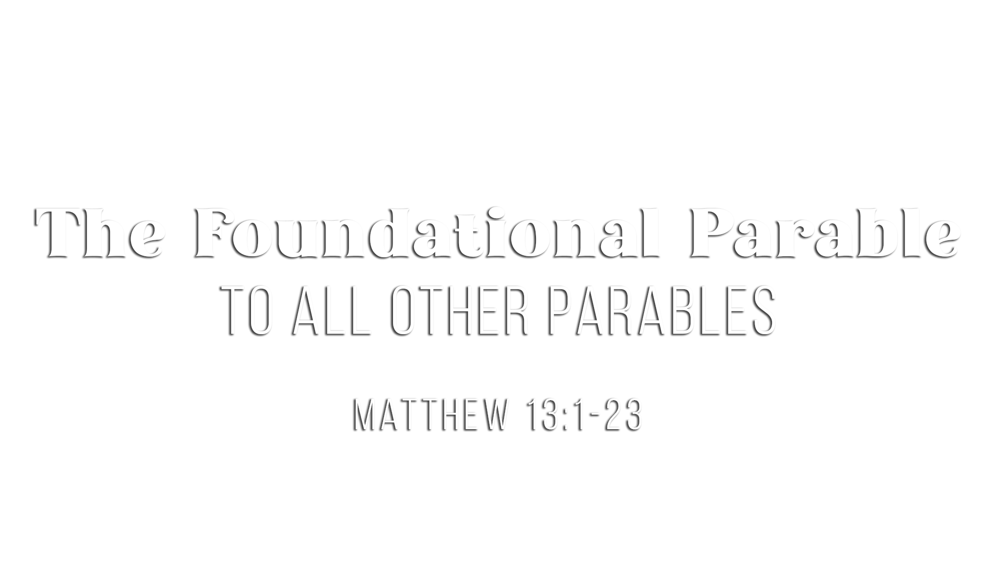 The Foundational Parable
TO ALL OTHER PARABLES
MATTHEW 13:1-23